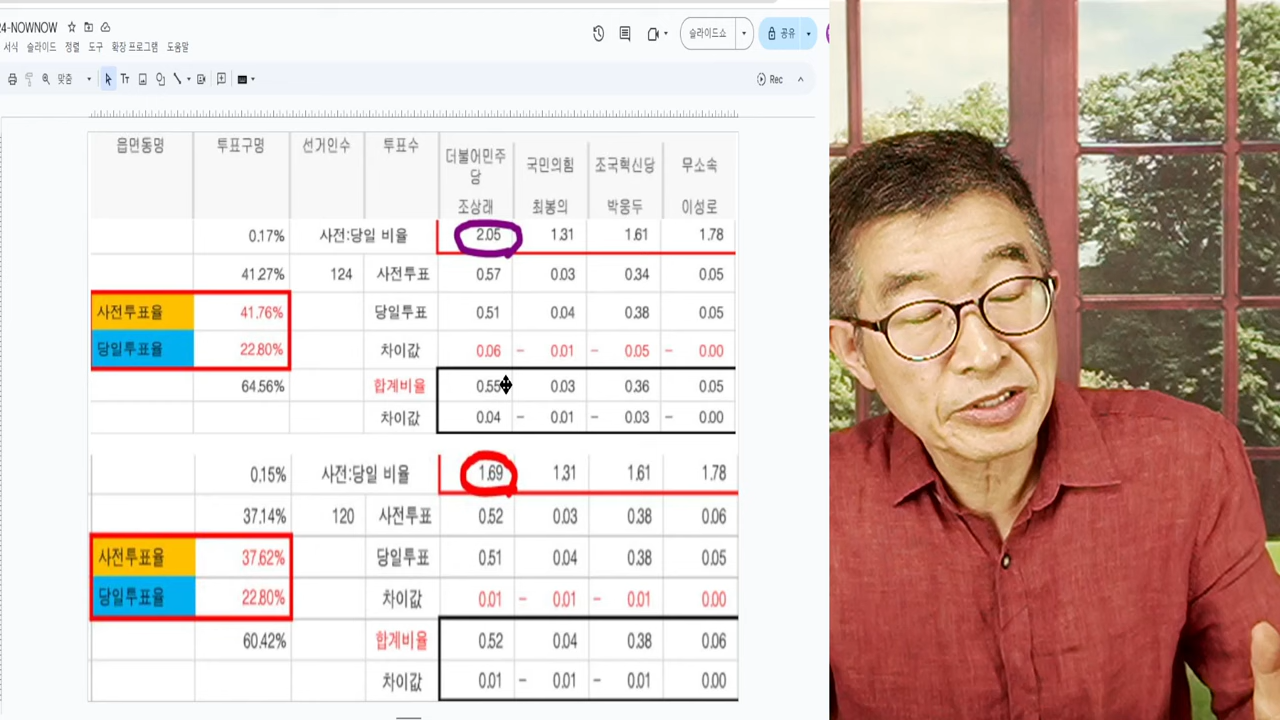 24-NOWNOW
서식 슬라이드 정렬 도구 확장 프로그램 도움말
슬라이드쇼
공유
맞춤
Rec
읍면동명 투표구명 선거인수 투표수 더불어민주당 조상래 국민의힘 최봉의 조국혁신당 박웅두 무소속 이성로
0.17% 사전:당일 비율 2.05 1.31 1.61 1.78
41.27% 124 사전투표 0.57 0.03 0.34 0.05
사전투표율 41.76% 당일투표 0.51 0.04 0.38 0.05
당일투표율 22.80% 차이값 0.06 - 0.01 - 0.05 - 0.00
64.56% 합계비율 0.55 0.03 0.36 0.05
차이값 0.04 - 0.01 - 0.03 - 0.00
0.15% 사전:당일 비율 1.69 1.31 1.61 1.78
37.14% 120 사전투표 0.52 0.03 0.38 0.06
사전투표율 37.62% 당일투표 0.51 0.04 0.38 0.05
당일투표율 22.80% 차이값 0.01 - 0.01 - 0.01 0.00
60.42% 합계비율 0.52 0.04 0.38 0.06
차이값 0.01 - 0.01 - 0.01 0.00